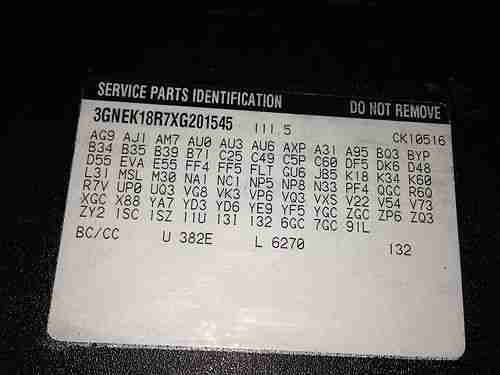 SERVICE PARTS IDENTIFICATION DO NOT REMOVE
3GNEK18R7XG201545 111.5 CK10516
AG9 AJ1 AM7 AU0 AU3 AU6 AXP A31 A95 BQ3 BYP
B34 B35 B39 B71 C25 C49 C5P C60 DF5 DK6 D48
D55 EVA E55 FF4 FF5 FLT GU6 JB5 K18 K34 K60
L31 MSL M30 NA1 NC1 NP5 NP8 N33 PF4 QGC R6Q
R7V UP0 UQ3 VG8 VK3 VP6 VQ3 VXS V22 V54 V73
XGC X88 YA7 YD3 YD6 YE9 YF5 YGC ZGC ZP6 ZQ3
ZY2 1SC 1SZ 11U 131 132 6GC 7GC 91L
BC/CC U 382E L 6270 132